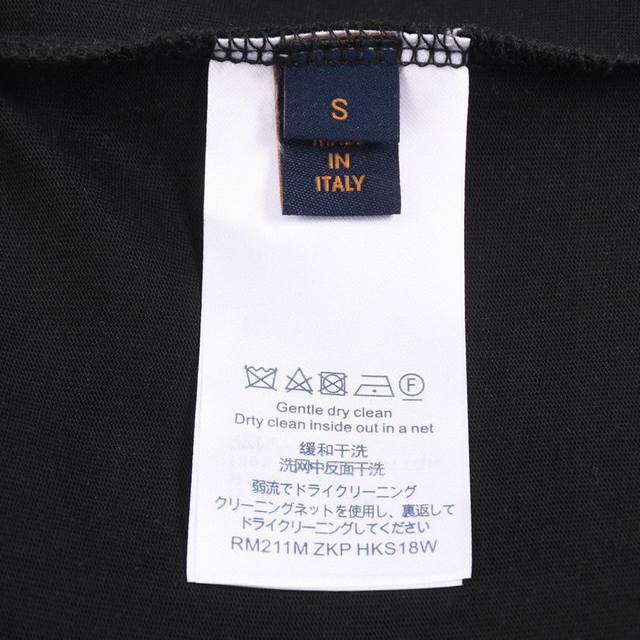 S
MADE
IN
ITALY
F
Gentle dry clean
Drty clean inside out in a net
缓和干洗
洗网中反面干洗
弱流でドライクリーニング
クリーニングネットを使用し、裏返して
ドライクリーニングしてください
RM211M ZKP HKS18W